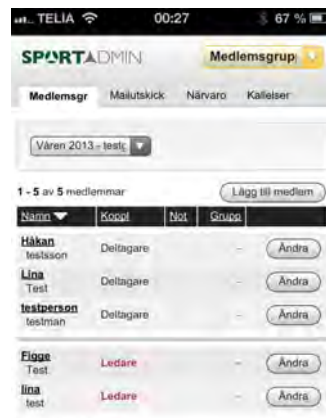 TELIA 00:27 67 %
SPORTADMIN Medlemsgrup
Medlemsgr Mailutskick Närvaro Kallelser
Våren 2013 - testg
1 - 5 av 5 medlemmar Lägg till medlem
Namn Koppl Not Grupp
Håkan
testsson Deltagare - Ändra
Lina
Test Deltagare - Ändra
testperson
testman Deltagare - Ändra
Figge
Test Ledare - Ändra
lina
test Ledare - Ändra